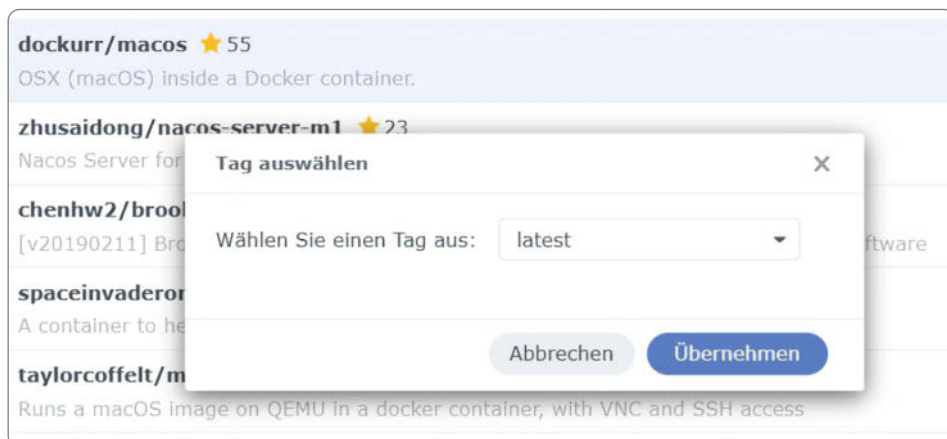 dockurr/macos 55
OSX (macOS) inside a Docker container.
zhusaidong/nacos-server-m1 23
Nacos Server for
Tag auswählen
chenhw2/brool
[v20190211] Bro
Wählen Sie einen Tag aus: latest
ftware
spaceinvaderon
A container to he
Abbrechen Übernehmen
taylorcoffelt/m
Runs a macOS image on QEMU in a docker container, with VNC and SSH access